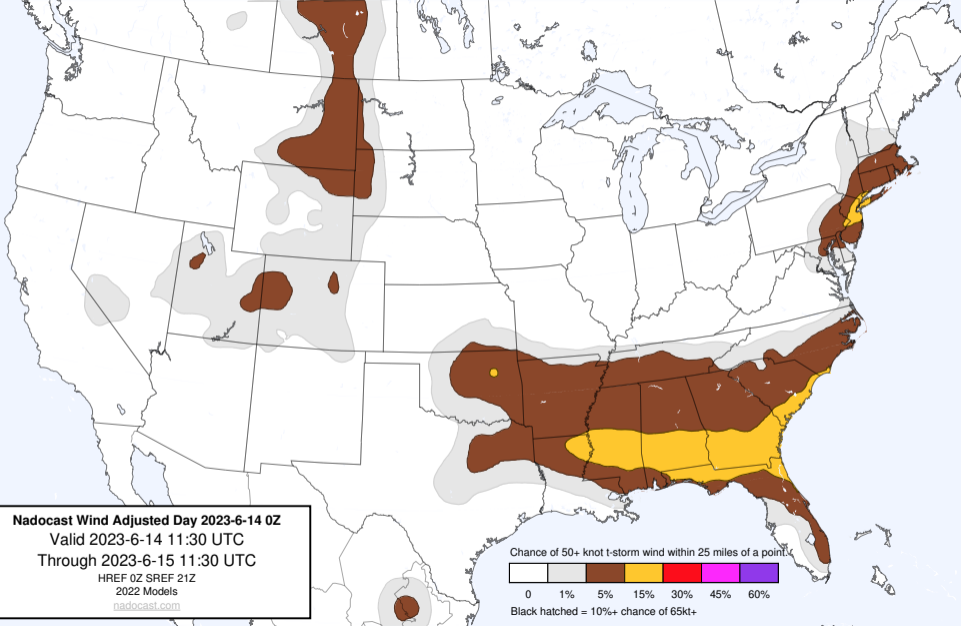 Nadocast Wind Adjusted Day 2023-6-14 0Z
Valid 2023-6-14 11:30 UTC
Through 2023-6-15 11:30 UTC
HREF 0Z SREF 21Z
2022 Models
nadocast.com
Chance of 50+ knot t-storm wind within 25 miles of a point.
0 1% 5% 15% 30% 45% 60%
Black hatched = 10%+ chance of 65kt+